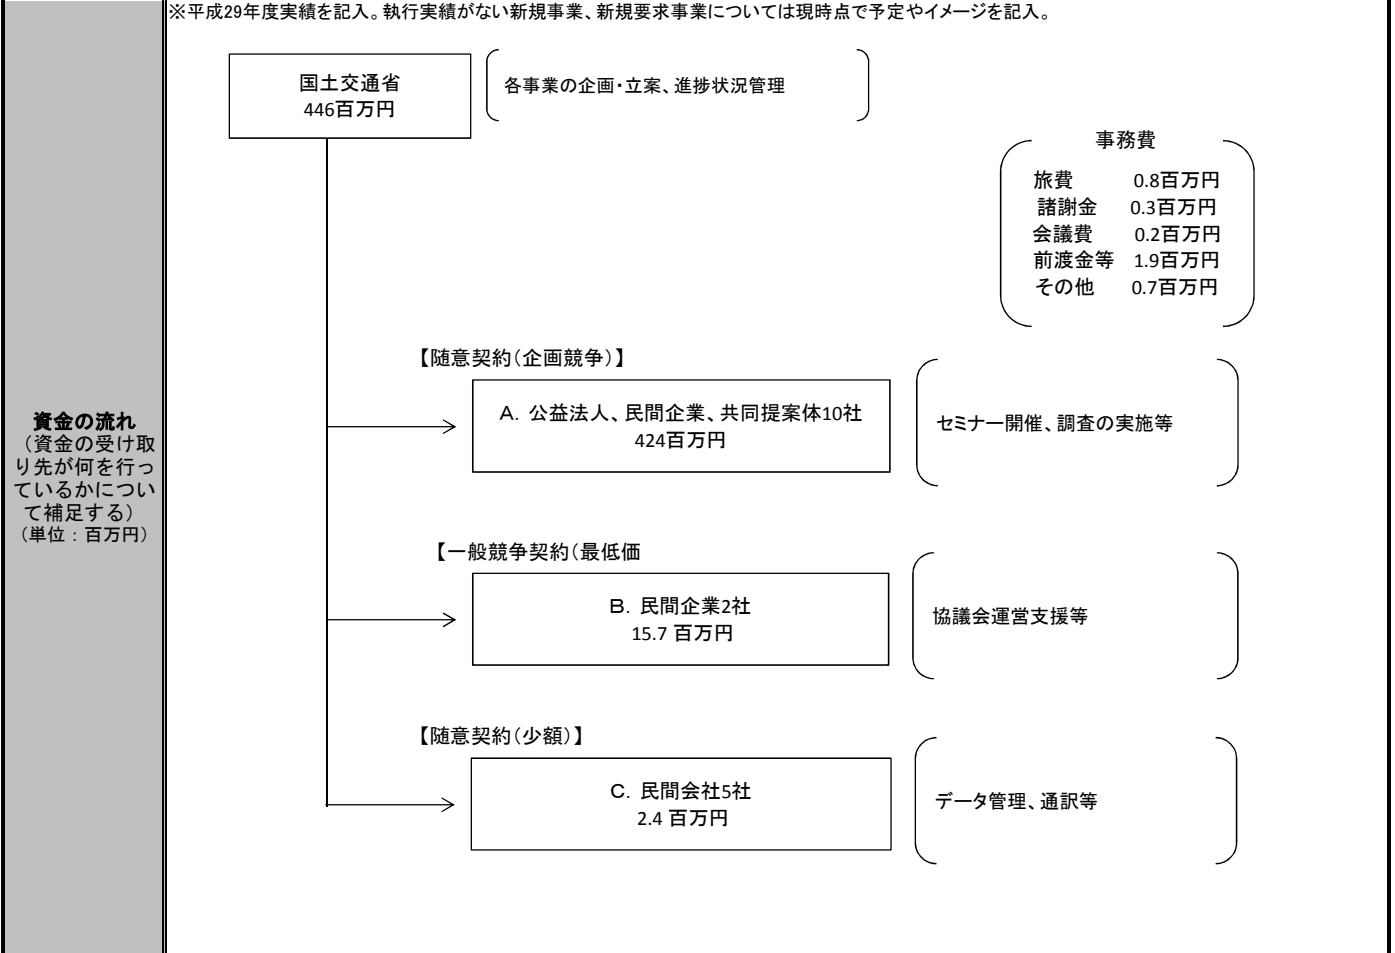 ※平成29年度実績を記入。執行実績がない新規事業、新規要求事業については現時点で予定やイメージを記入。
国土交通省
446百万円
各事業の企画・立案、進捗状況管理
事務費
旅費 0.8百万円
諸謝金 0.3百万円
会議費 0.2百万円
前渡金等 1.9百万円
その他 0.7百万円
資金の流れ
（資金の受け取
り先が何を行っ
ているかについ
て補足する）
（単位：百万円）
【随意契約（企画競争）】
A．公益法人、民間企業、共同提案体10社
424百万円
セミナー開催、調査の実施等
【一般競争契約（最低価
B．民間企業2社
15.7 百万円
協議会運営支援等
【随意契約（少額）】
C．民間会社5社
2.4 百万円
データ管理、通訳等